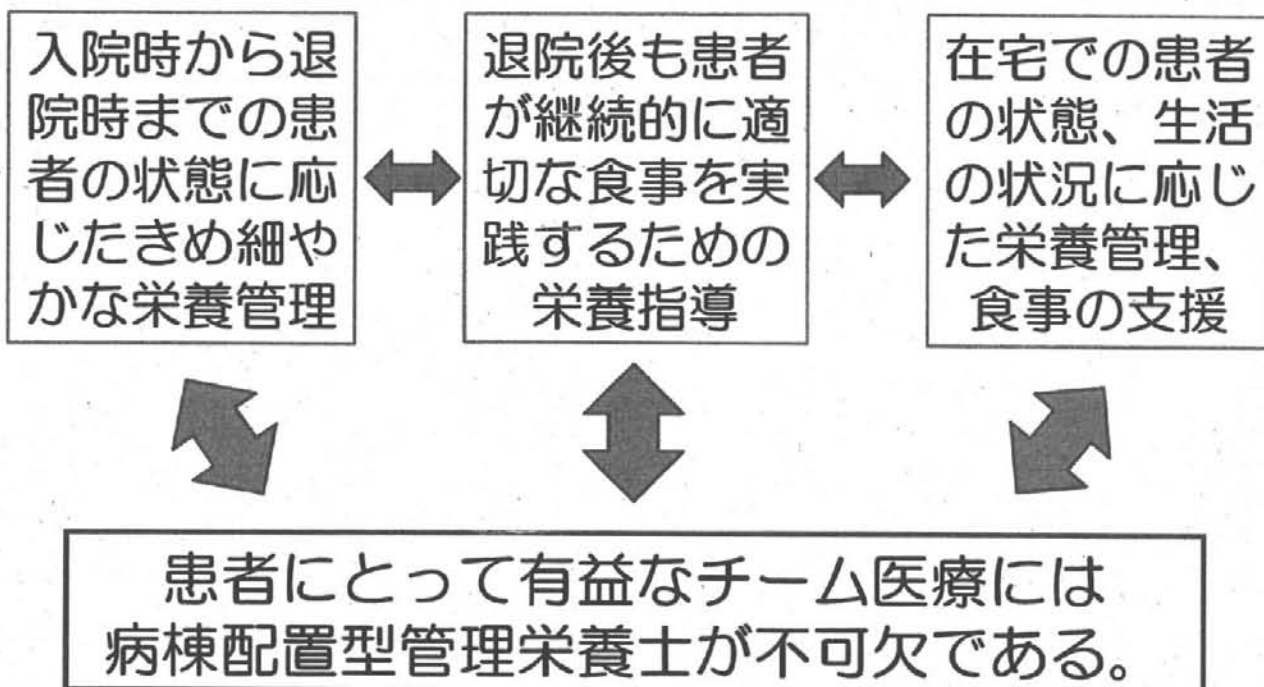 入院時から退
院時までの患
者の状態に応
じたきめ細や
かな栄養管理
退院後も患者
が継続的に適
切な食事を実
践するための
栄養指導
在宅での患者
の状態、生活
の状況に応じ
た栄養管理、
食事の支援
患者にとって有益なチーム医療には
病棟配置型管理栄養士が不可欠である。